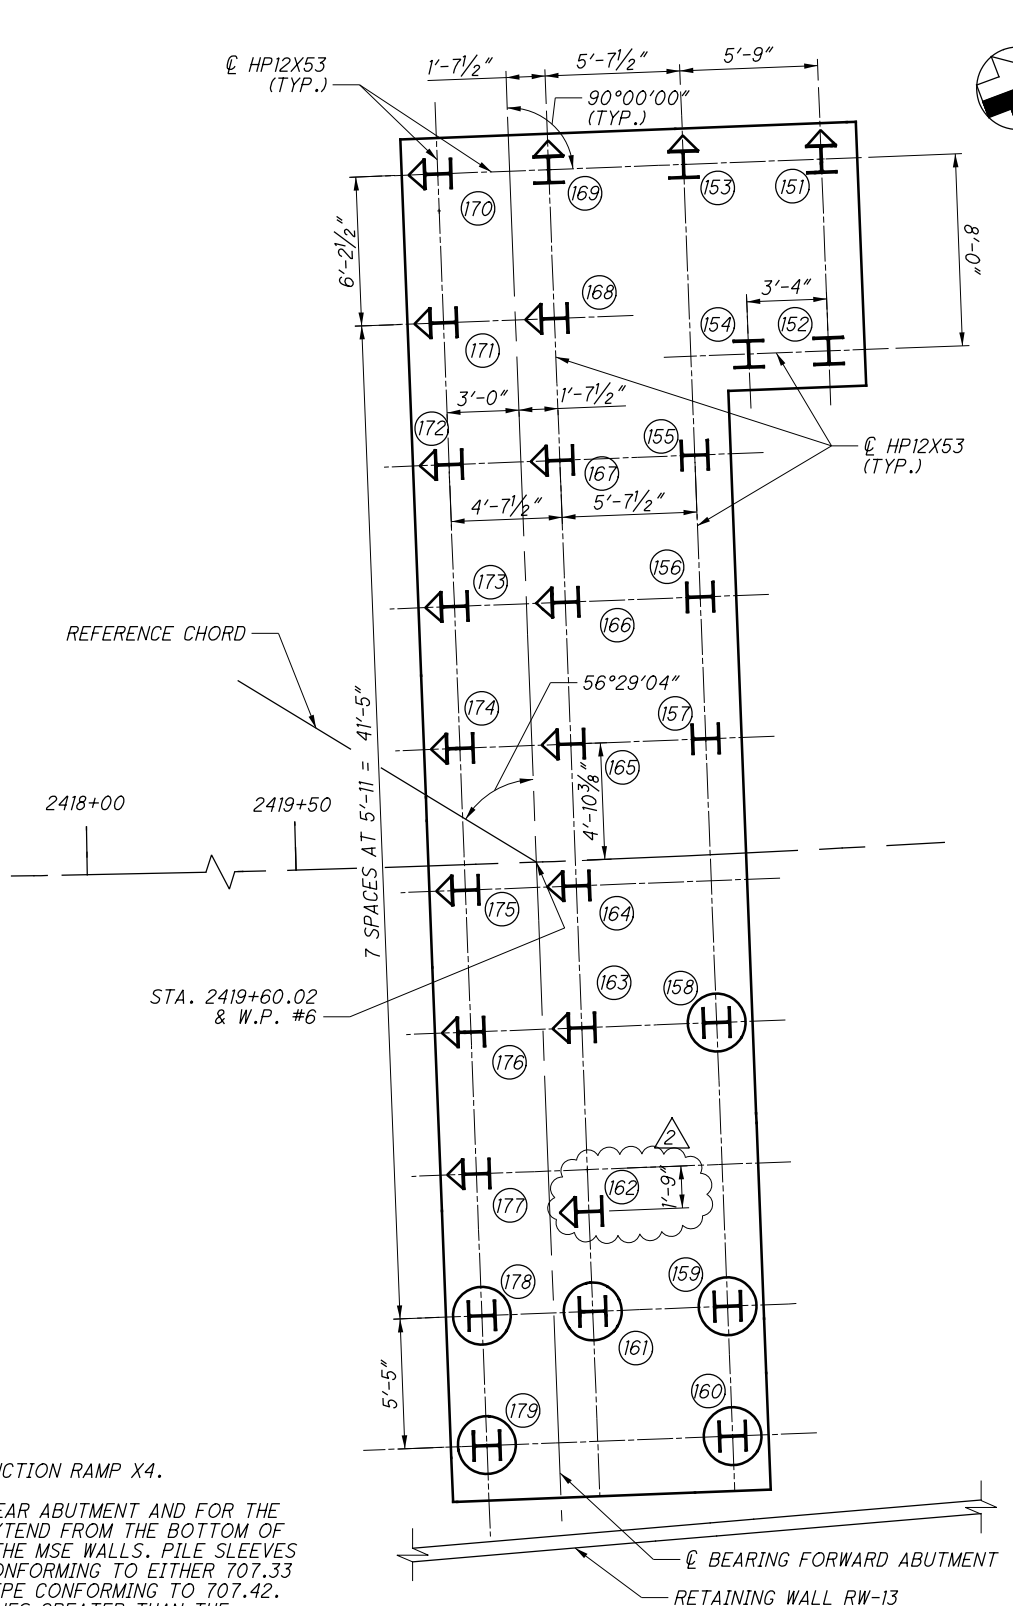 ℄ HP12X53
(TYP.)
1'-7½"
5'-7½"
5'-9"
90°00'00"
(TYP.)
170
169
153
151
6'-2½"
8'-0"
168
3'-4"
154
152
171
3'-0"
1'-7½"
172
155
167
℄ HP12X53
(TYP.)
4'-7½"
5'-7½"
173
156
166
REFERENCE CHORD
56°29'04"
174
157
165
7 SPACES AT 5'-11 = 41'-5"
4'-10⅜"
2418+00
2419+50
175
164
STA. 2419+60.02
& W.P. #6
163
158
176
2
162
1'-9"
177
178
159
161
5'-5"
179
160
CTION RAMP X4.
EAR ABUTMENT AND FOR THE
XTEND FROM THE BOTTOM OF
THE MSE WALLS. PILE SLEEVES
ONFORMING TO EITHER 707.33
PE CONFORMING TO 707.42.
℄ BEARING FORWARD ABUTMENT
RETAINING WALL RW-13